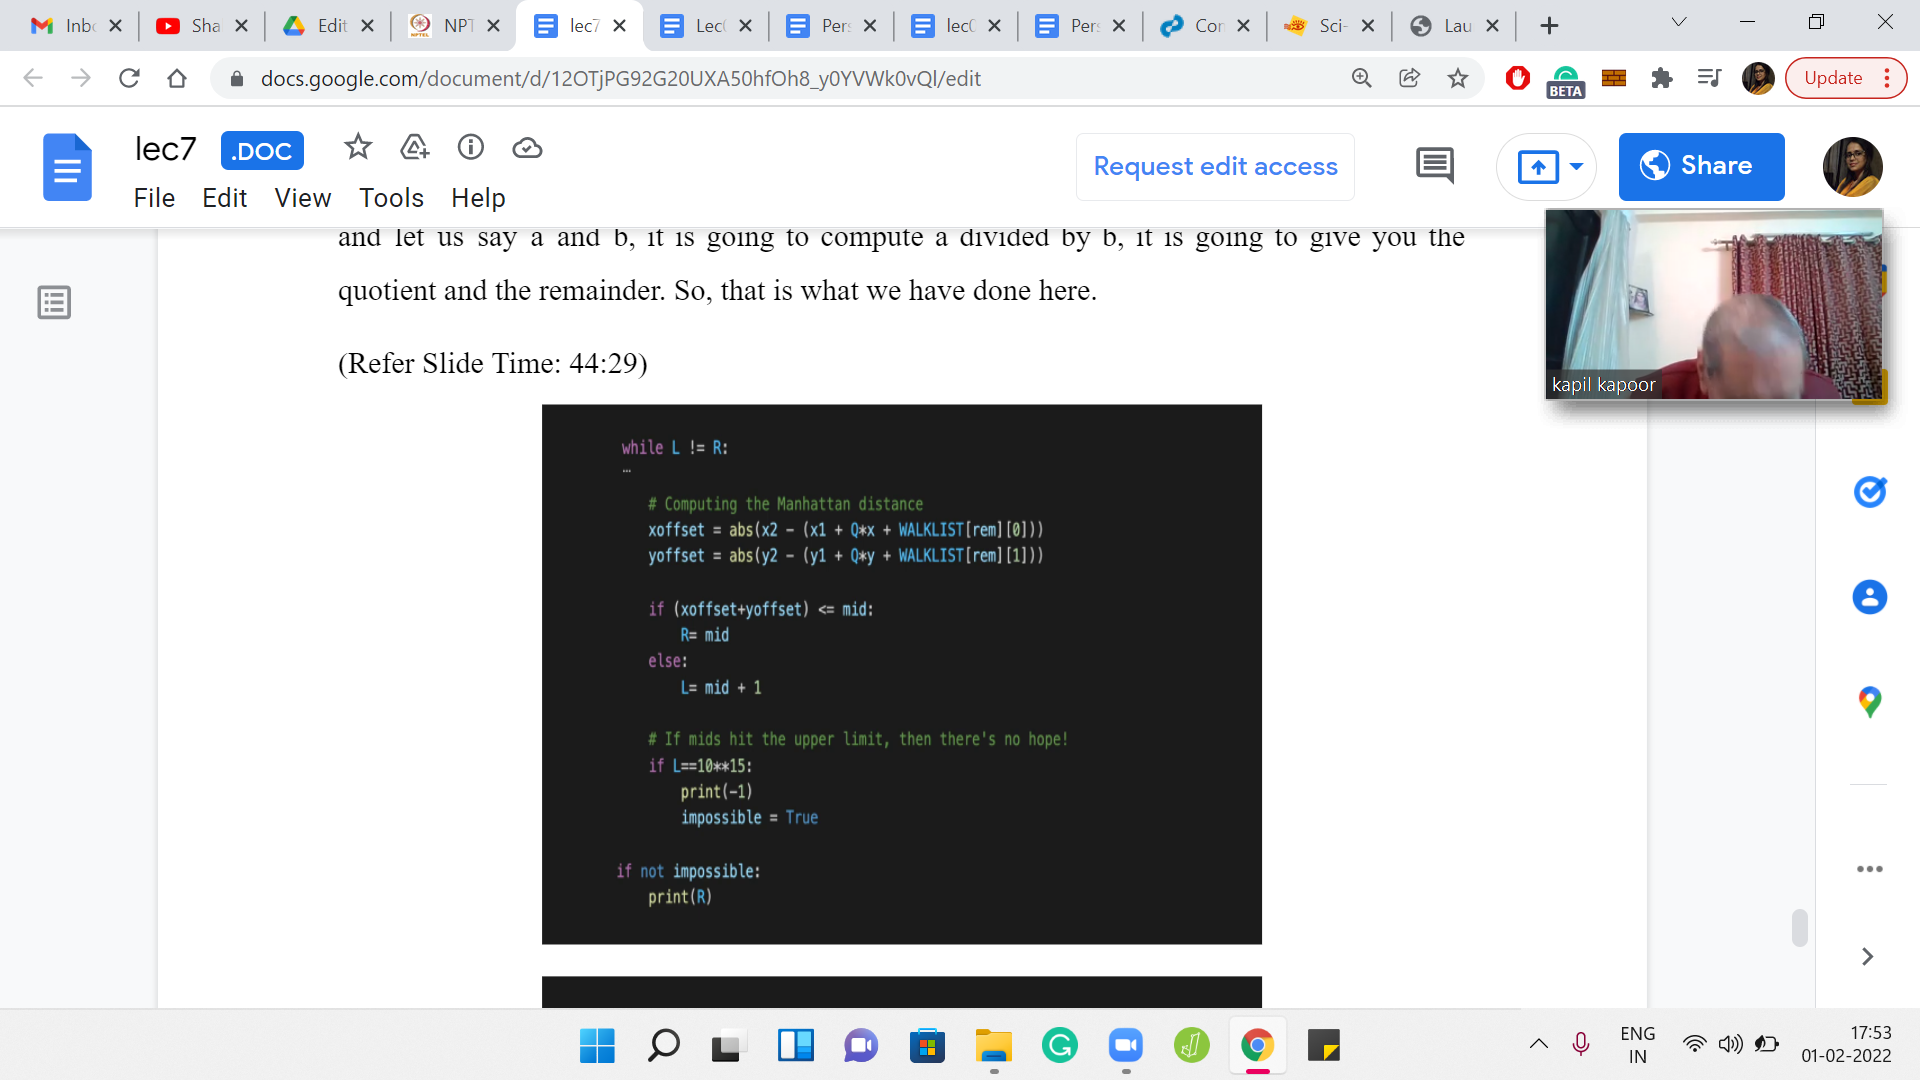 Inbo
Sha
Edit
NPT
lec7
Lec
Pers
lec0
Pers
Con
Sci-
Lau
docs.google.com/document/d/12OTjPG92G20UXA50hfOh8_y0YVWk0vQl/edit
BETA
Update
lec7 .DOC
File Edit View Tools Help
Request edit access
Share
and let us say a and b, it is going to compute a divided by b, it is going to give you the
quotient and the remainder. So, that is what we have done here.
(Refer Slide Time: 44:29)
kapil kapoor
while L != R:
…
# Computing the Manhattan distance
xoffset = abs(x2 - (x1 + Q*x + WALKLIST[rem][0]))
yoffset = abs(y2 - (y1 + Q*y + WALKLIST[rem][1]))
if (xoffset+yoffset) <= mid:
R= mid
else:
L= mid + 1
# If mids hit the upper limit, then there's no hope!
if L==10**15:
print(-1)
impossible = True
if not impossible:
print(R)
ENG
IN
17:53
01-02-2022